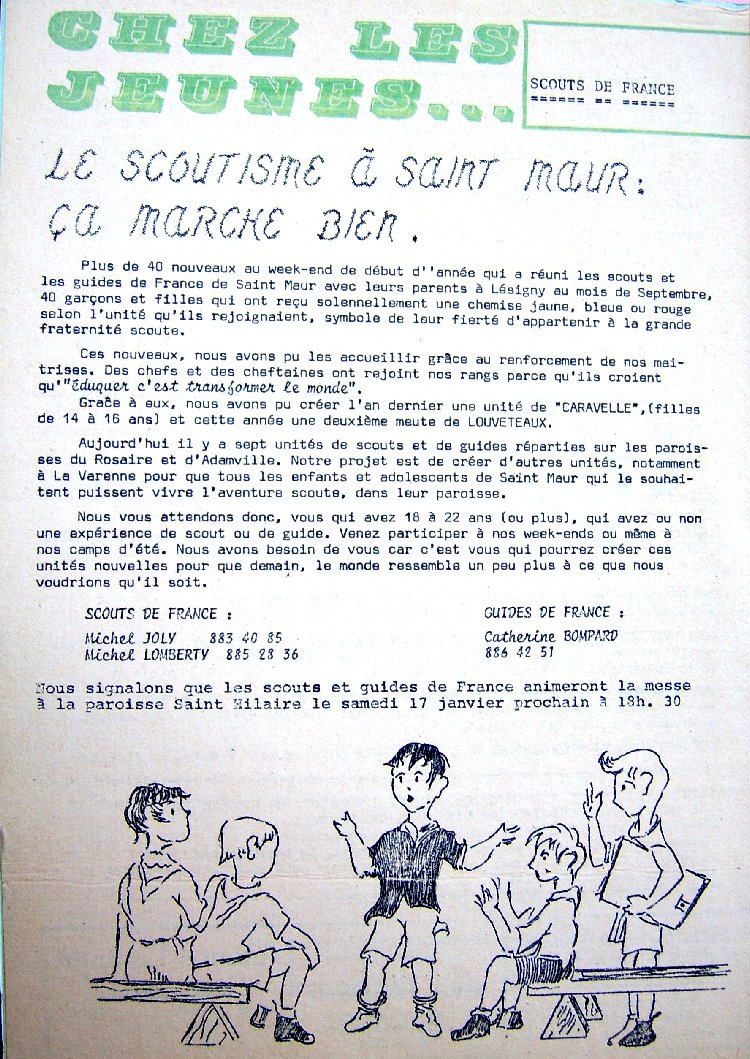 CHEZ LES
JEUNES...
SCOUTS DE FRANCE
====== == ======
LE SCOUTISME À SAINT MAUR:
ÇA MARCHE BIEN.
Plus de 40 nouveaux au week-end de début d''année qui a réuni les scouts et
les guides de France de Saint Maur avec leurs parents à Lésigny au mois de Septembre,
40 garçons et filles qui ont reçu solennellement une chemise jaune, bleue ou rouge
selon l'unité qu'ils rejoignaient, symbole de leur fierté d'appartenir à la grande
fraternité scoute.
Ces nouveaux, nous avons pu les accueillir grâce au renforcement de nos mai-
trises. Des chefs et des cheftaines ont rejoint nos rangs parce qu'ils croient
qu'"éduquer c'est transformer le monde".
Graĉe à eux, nous avons pu créer l'an dernier une unité de "CARAVELLE",(filles
de 14 à 16 ans) et cette année une deuxième meute de LOUVETEAUX.
Aujourd'hui il y a sept unités de scouts et de guides réparties sur les parois-
ses du Rosaire et d'Adamville. Notre projet est de créer d'autres unités, notamment
à La Varenne pour que tous les enfants et adolescents de Saint Maur qui le souhai-
tent puissent vivre l'aventure scoute, dans leur paroisse.
Nous vous attendons donc, vous qui avez 18 à 22 ans (ou plus), qui avez ou non
une expérience de scout ou de guide. Venez participer à nos week-ends ou même à
nos camps d'été. Nous avons besoin de vous car c'est vous qui pourrez créer ces
unités nouvelles pour que demain, le monde ressemble un peu plus à ce que nous
voudrions qu'il soit.
SCOUTS DE FRANCE :
Michel JOLY 883 40 85
Michel LOMBERTY 885 28 36
GUIDES DE FRANCE :
Catherine BOMPARD
886 42 51
Nous signalons que les scouts et guides de France animeront la messe
à la paroisse Saint Hilaire le samedi 17 janvier prochain à 18h. 30